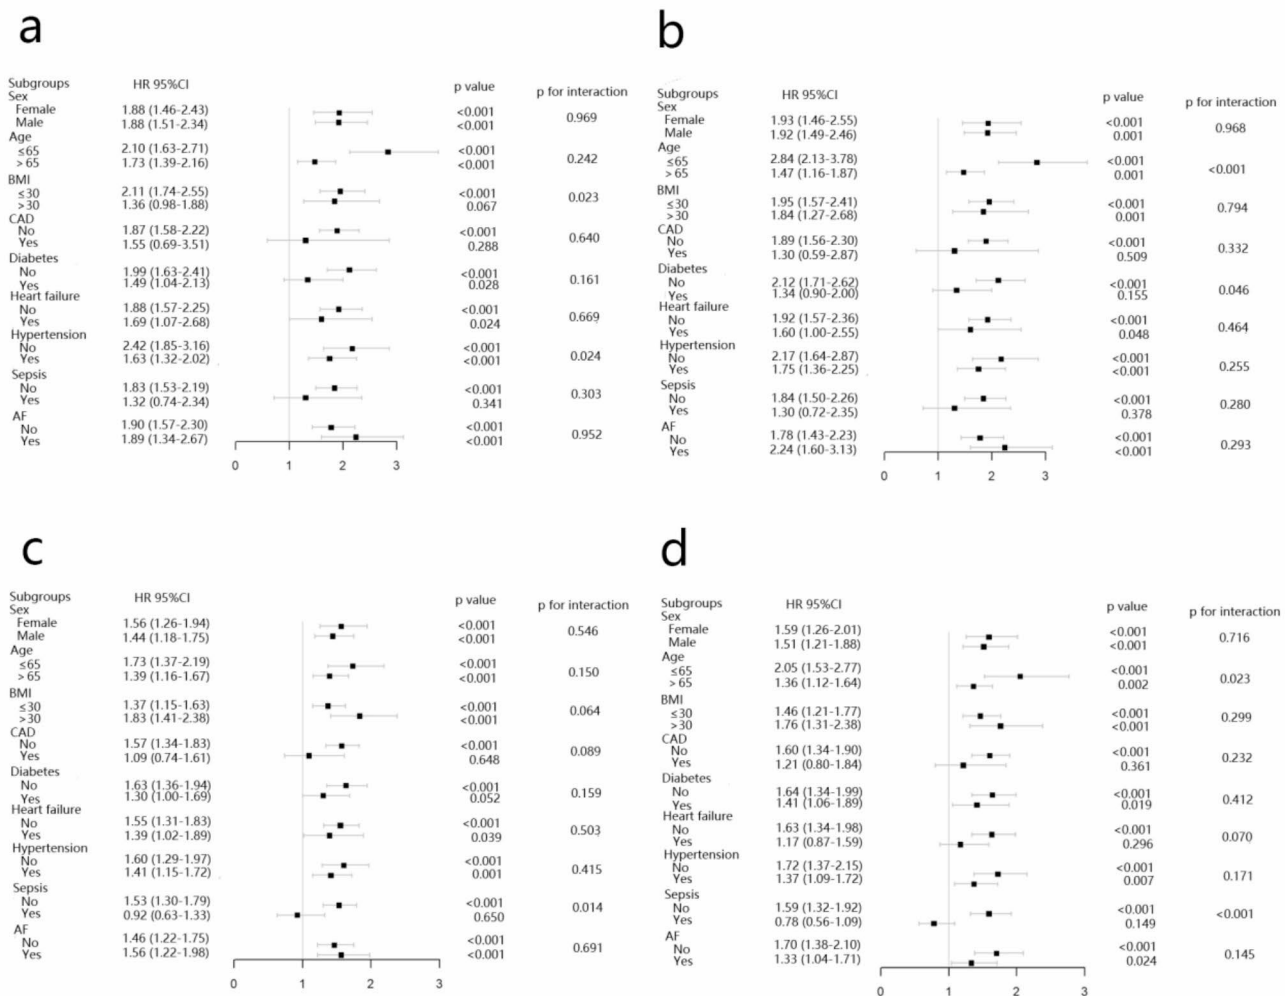 a
Subgroups HR 95%CI p value p for interaction
Sex
Female 1.88 (1.46-2.43) <0.001
Male 1.88 (1.51-2.34) <0.001 0.969
Age
≤65 2.10 (1.63-2.71) <0.001
> 65 1.73 (1.39-2.16) <0.001 0.242
BMI
≤30 2.11 (1.74-2.55) <0.001
>30 1.36 (0.98-1.88) 0.067 0.023
CAD
No 1.87 (1.58-2.22) <0.001
Yes 1.55 (0.69-3.51) 0.288 0.640
Diabetes
No 1.99 (1.63-2.41) <0.001
Yes 1.49 (1.04-2.13) 0.028 0.161
Heart failure
No 1.88 (1.57-2.25) <0.001
Yes 1.69 (1.07-2.68) 0.024 0.669
Hypertension
No 2.42 (1.85-3.16) <0.001
Yes 1.63 (1.32-2.02) <0.001 0.024
Sepsis
No 1.83 (1.53-2.19) <0.001
Yes 1.32 (0.74-2.34) 0.341 0.303
AF
No 1.90 (1.57-2.30) <0.001
Yes 1.89 (1.34-2.67) <0.001 0.952
0 1 2 3
b
Subgroups HR 95%CI p value p for interaction
Sex
Female 1.93 (1.46-2.55) <0.001
Male 1.92 (1.49-2.46) 0.001 0.968
Age
≤65 2.84 (2.13-3.78) <0.001
> 65 1.47 (1.16-1.87) 0.001 <0.001
BMI
≤30 1.95 (1.57-2.41) <0.001
>30 1.84 (1.27-2.68) 0.001 0.794
CAD
No 1.89 (1.56-2.30) <0.001
Yes 1.30 (0.59-2.87) 0.509 0.332
Diabetes
No 2.12 (1.71-2.62) <0.001
Yes 1.34 (0.90-2.00) 0.155 0.046
Heart failure
No 1.92 (1.57-2.36) <0.001
Yes 1.60 (1.00-2.55) 0.048 0.464
Hypertension
No 2.17 (1.64-2.87) <0.001
Yes 1.75 (1.36-2.25) <0.001 0.255
Sepsis
No 1.84 (1.50-2.26) <0.001
Yes 1.30 (0.72-2.35) 0.378 0.280
AF
No 1.78 (1.43-2.23) <0.001
Yes 2.24 (1.60-3.13) <0.001 0.293
0 1 2 3
c
Subgroups HR 95%CI p value p for interaction
Sex
Female 1.56 (1.26-1.94) <0.001
Male 1.44 (1.18-1.75) <0.001 0.546
Age
≤65 1.73 (1.37-2.19) <0.001
> 65 1.39 (1.16-1.67) <0.001 0.150
BMI
≤30 1.37 (1.15-1.63) <0.001
>30 1.83 (1.41-2.38) <0.001 0.064
CAD
No 1.57 (1.34-1.83) <0.001
Yes 1.09 (0.74-1.61) 0.648 0.089
Diabetes
No 1.63 (1.36-1.94) <0.001
Yes 1.30 (1.00-1.69) 0.052 0.159
Heart failure
No 1.55 (1.31-1.83) <0.001
Yes 1.39 (1.02-1.89) 0.039 0.503
Hypertension
No 1.60 (1.29-1.97) <0.001
Yes 1.41 (1.15-1.72) 0.001 0.415
Sepsis
No 1.53 (1.30-1.79) <0.001
Yes 0.92 (0.63-1.33) 0.650 0.014
AF
No 1.46 (1.22-1.75) <0.001
Yes 1.56 (1.22-1.98) <0.001 0.691
0 1 2 3
d
Subgroups HR 95%CI p value p for interaction
Sex
Female 1.59 (1.26-2.01) <0.001
Male 1.51 (1.21-1.88) <0.001 0.716
Age
≤65 2.05 (1.53-2.77) <0.001
> 65 1.36 (1.12-1.64) 0.002 0.023
BMI
≤30 1.46 (1.21-1.77) <0.001
>30 1.76 (1.31-2.38) <0.001 0.299
CAD
No 1.60 (1.34-1.90) <0.001
Yes 1.21 (0.80-1.84) 0.361 0.232
Diabetes
No 1.64 (1.34-1.99) <0.001
Yes 1.41 (1.06-1.89) 0.019 0.412
Heart failure
No 1.63 (1.34-1.98) <0.001
Yes 1.17 (0.87-1.59) 0.296 0.070
Hypertension
No 1.72 (1.37-2.15) <0.001
Yes 1.37 (1.09-1.72) 0.007 0.171
Sepsis
No 1.59 (1.32-1.92) <0.001
Yes 0.78 (0.56-1.09) 0.149 <0.001
AF
No 1.70 (1.38-2.10) <0.001
Yes 1.33 (1.04-1.71) 0.024 0.145
0 1 2 3